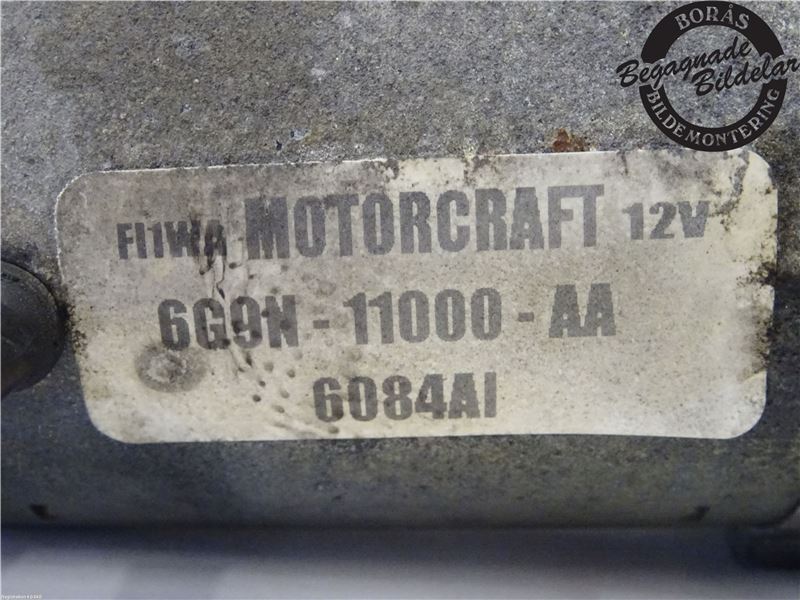 BORÅS
Begagnade
Bildelar
BILDEMONTERING
FI1WA MOTORCRAFT 12V
6G9N - 11000 - AA
6084AI